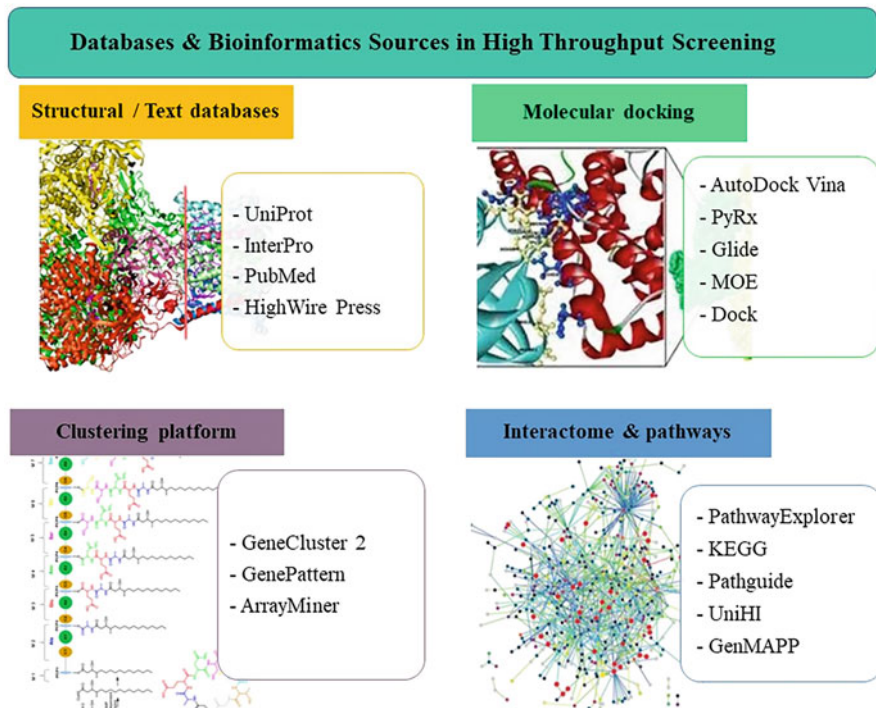 Databases & Bioinformatics Sources in High Throughput Screening
Structural / Text databases
- UniProt
- InterPro
- PubMed
- HighWire Press
Molecular docking
- AutoDock Vina
- PyRx
- Glide
- MOE
- Dock
Clustering platform
- GeneCluster 2
- GenePattern
- ArrayMiner
Interactome & pathways
- PathwayExplorer
- KEGG
- Pathguide
- UniHI
- GenMAPP